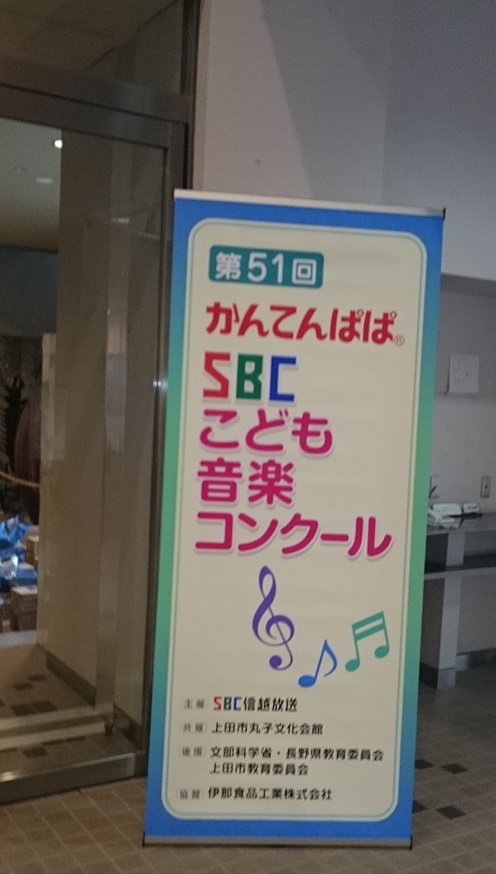 第51回
かんてんぱぱ®
SBC
こども
音楽
コンクール
主催 SBC信越放送
共催 上田市丸子文化会館
後援 文部科学省・長野県教育委員会
上田市教育委員会
協賛 伊那食品工業株式会社